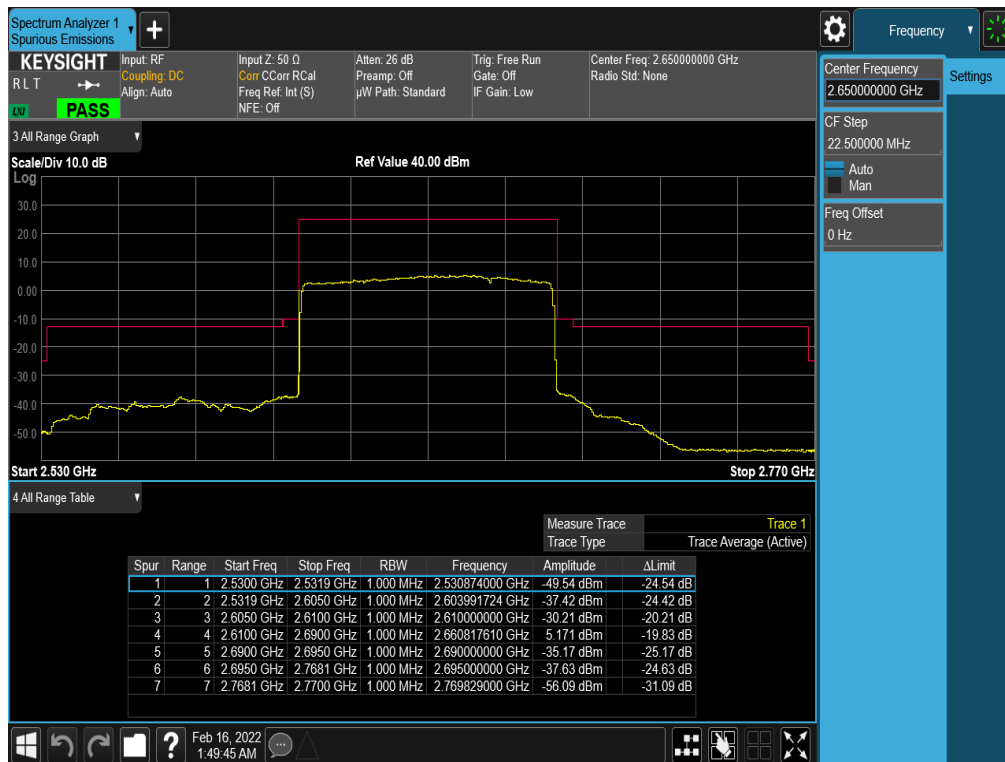 Spectrum Analyzer 1
Spurious Emissions
Frequency
KEYSIGHT
R L T
LXI
PASS
Input: RF
Coupling: DC
Align: Auto
Input Z: 50 Ω
Corr CCorr RCal
Freq Ref: Int (S)
NFE: Off
Atten: 26 dB
Preamp: Off
µW Path: Standard
Trig: Free Run
Gate: Off
IF Gain: Low
Center Freq: 2.650000000 GHz
Radio Std: None
Center Frequency
2.650000000 GHz
Settings
CF Step
22.500000 MHz
Auto
Man
Freq Offset
0 Hz
3 All Range Graph
Scale/Div 10.0 dB
Ref Value 40.00 dBm
Log
30.0
20.0
10.0
0.00
-10.0
-20.0
-30.0
-40.0
-50.0
Start 2.530 GHz
Stop 2.770 GHz
4 All Range Table
Measure Trace Trace 1
Trace Type Trace Average (Active)
Spur Range Start Freq Stop Freq RBW Frequency Amplitude ΔLimit
1 1 2.5300 GHz 2.5319 GHz 1.000 MHz 2.530874000 GHz -49.54 dBm -24.54 dB
2 2 2.5319 GHz 2.6050 GHz 1.000 MHz 2.603991724 GHz -37.42 dBm -24.42 dB
3 3 2.6050 GHz 2.6100 GHz 1.000 MHz 2.610000000 GHz -30.21 dBm -20.21 dB
4 4 2.6100 GHz 2.6900 GHz 1.000 MHz 2.660817610 GHz 5.171 dBm -19.83 dB
5 5 2.6900 GHz 2.6950 GHz 1.000 MHz 2.690000000 GHz -35.17 dBm -25.17 dB
6 6 2.6950 GHz 2.7681 GHz 1.000 MHz 2.695000000 GHz -37.63 dBm -24.63 dB
7 7 2.7681 GHz 2.7700 GHz 1.000 MHz 2.769829000 GHz -56.09 dBm -31.09 dB
Feb 16, 2022
1:49:45 AM